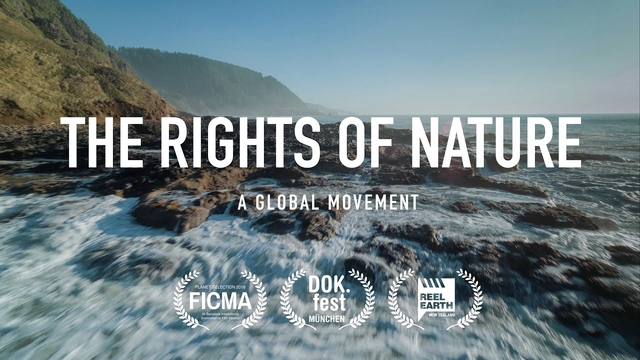 THE RIGHTS OF NATURE
A GLOBAL MOVEMENT
FICMA
DOK.
fest
MÜNCHEN
REEL
EARTH
NEW ZEALAND